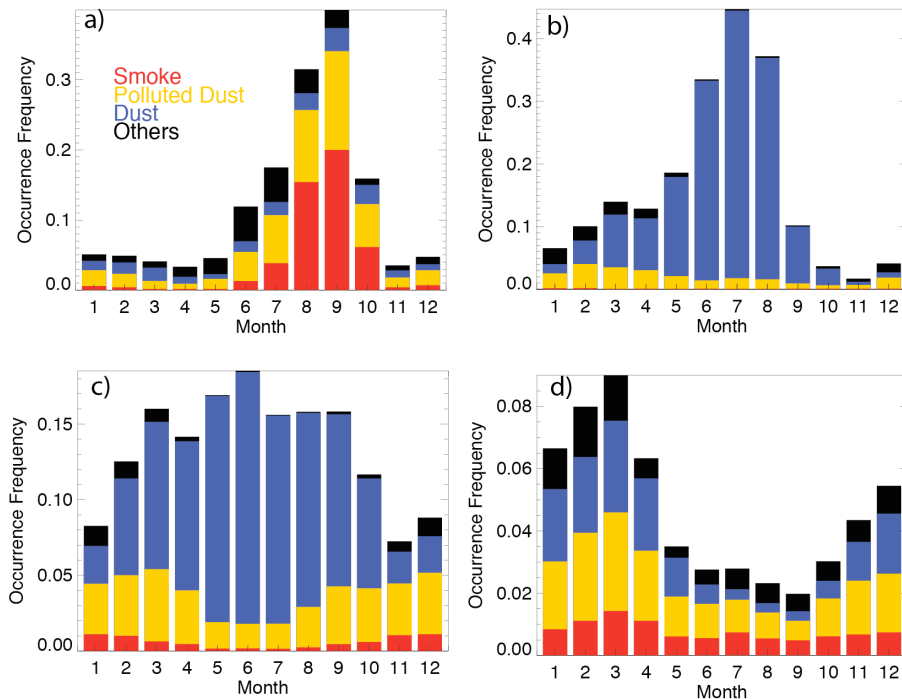 a)
Smoke
Polluted Dust
Dust
Others
Occurrence Frequency
0.3
0.2
0.1
0.0
1 2 3 4 5 6 7 8 9 10 11 12
Month
b)
Occurrence Frequency
0.4
0.3
0.2
0.1
0.0
1 2 3 4 5 6 7 8 9 10 11 12
Month
c)
Occurrence Frequency
0.15
0.10
0.05
0.00
1 2 3 4 5 6 7 8 9 10 11 12
Month
d)
Occurrence Frequency
0.08
0.06
0.04
0.02
0.00
1 2 3 4 5 6 7 8 9 10 11 12
Month